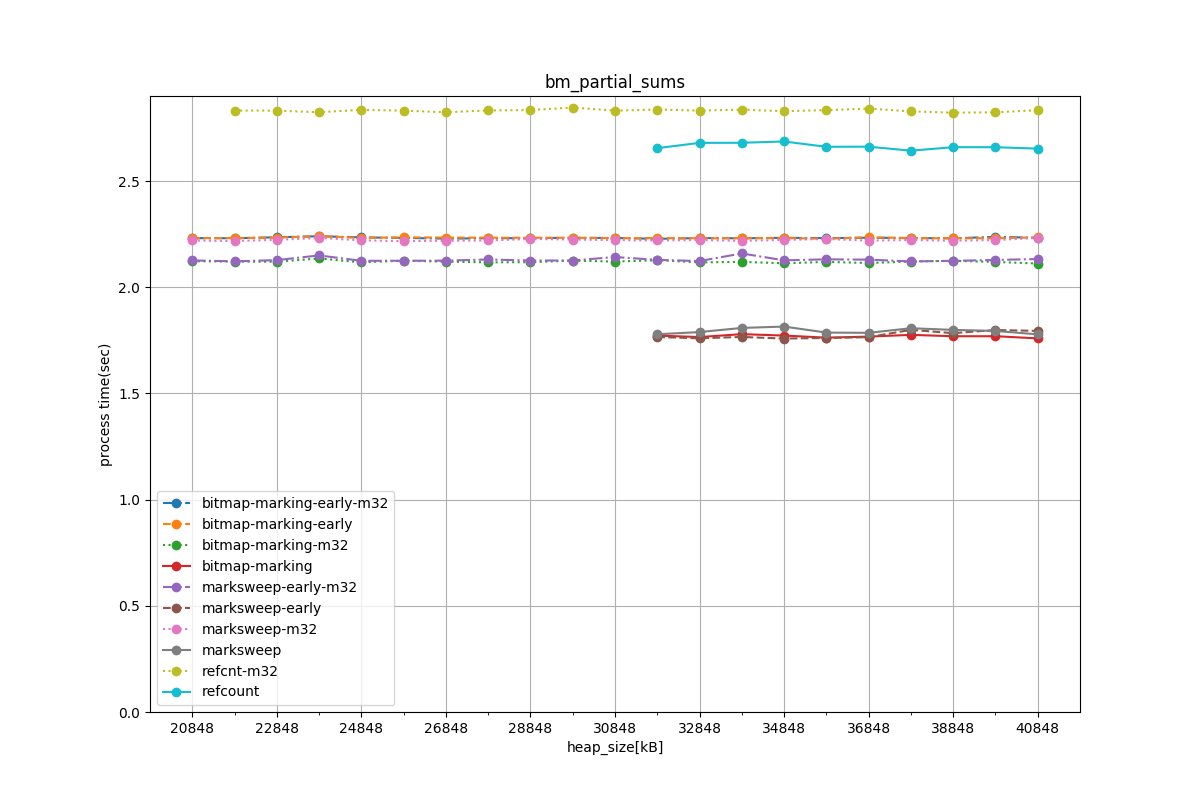 bm_partial_sums
process time(sec)
2.5
2.0
1.5
1.0
0.5
0.0
bitmap-marking-early-m32
bitmap-marking-early
bitmap-marking-m32
bitmap-marking
marksweep-early-m32
marksweep-early
marksweep-m32
marksweep
refcnt-m32
refcount
20848 22848 24848 26848 28848 30848 32848 34848 36848 38848 40848
heap_size[kB]